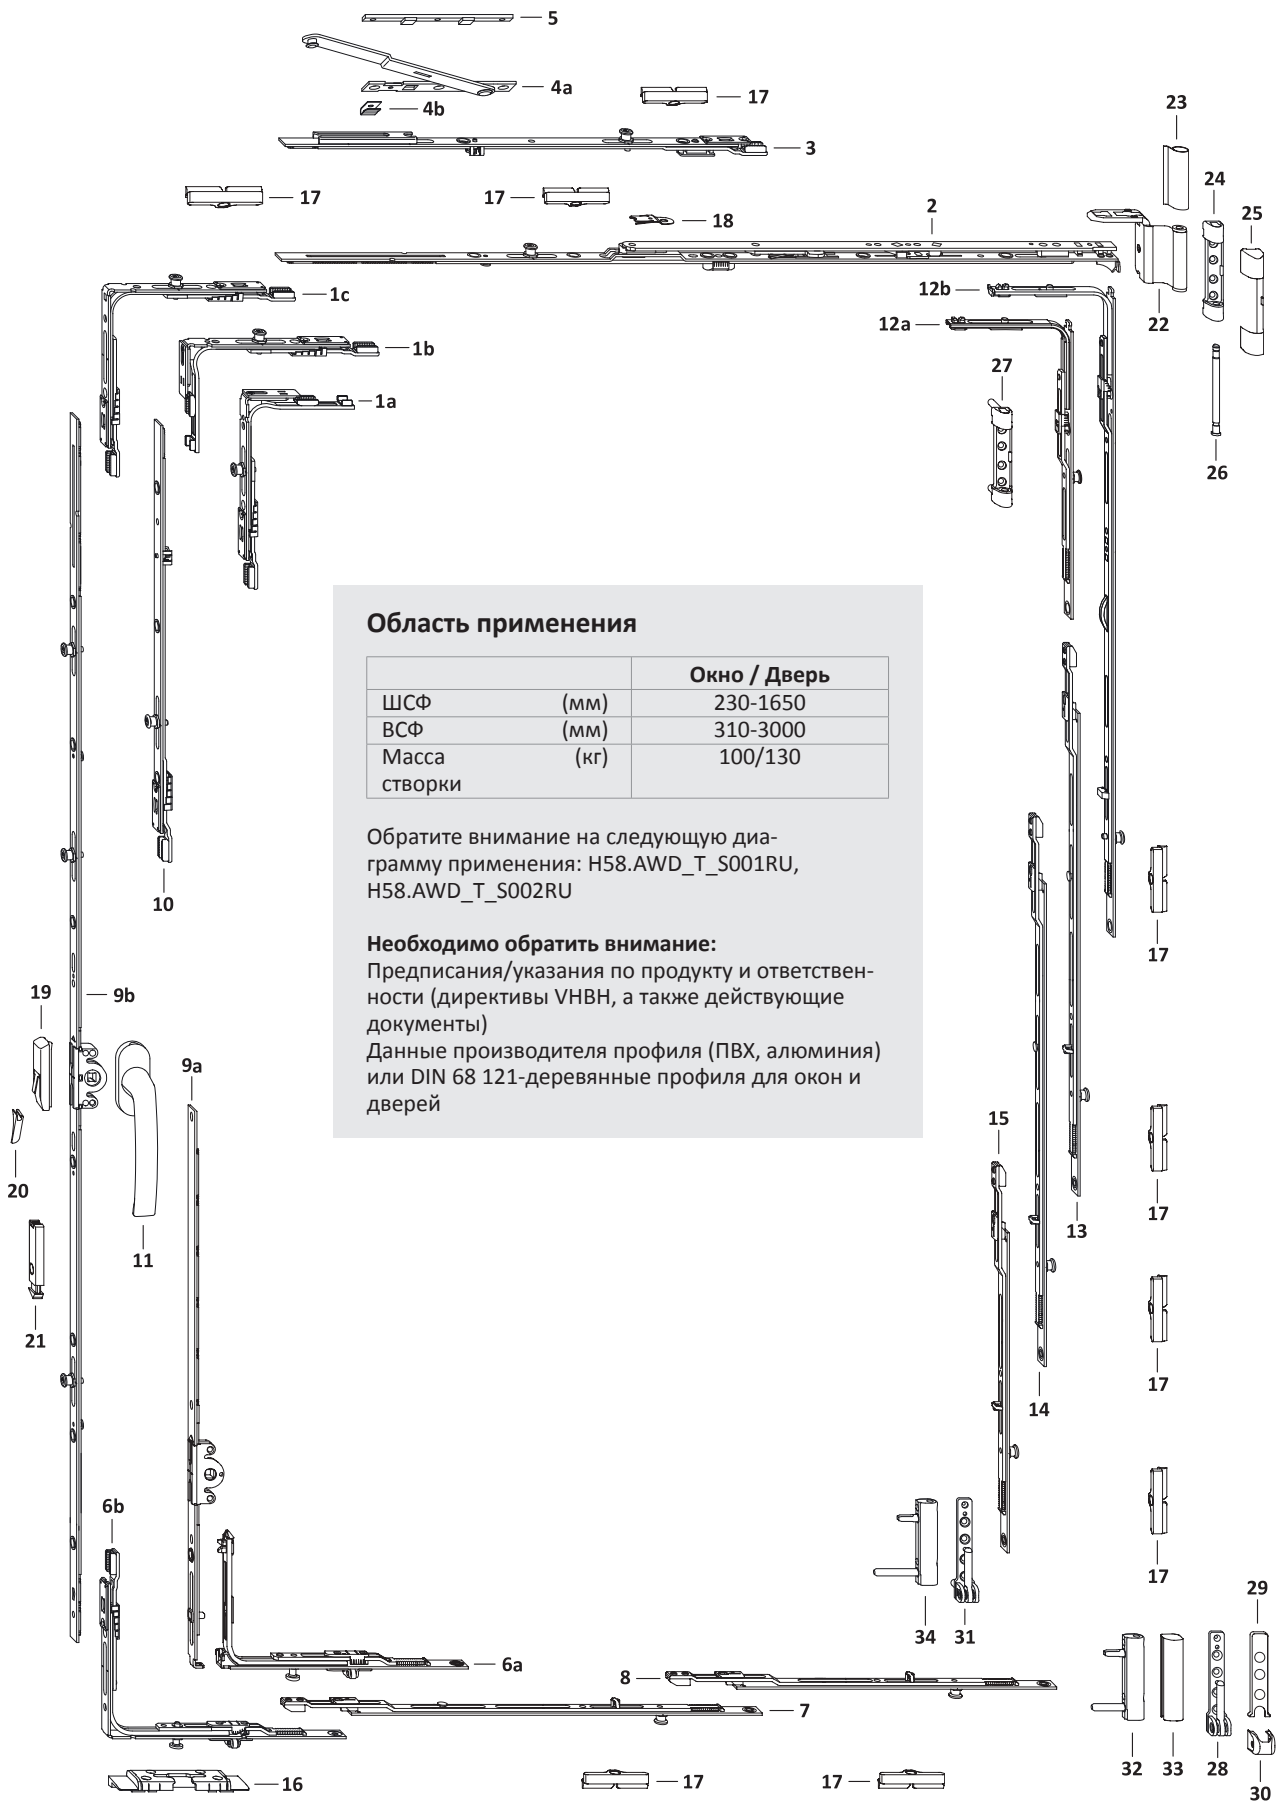 5
4a
17
4b
23
3
24
17
17
2
25
18
12b
1c
22
12a
1b
27
1a
26
Область применения
Окно / Дверь
ШСФ (мм) 230-1650
ВСФ (мм) 310-3000
Масса (кг) 100/130
створки
Обратите внимание на следующую диа-
грамму применения: H58.AWD_T_S001RU,
H58.AWD_T_S002RU
Необходимо обратить внимание:
Предписания/указания по продукту и ответствен-
ности (директивы VHBH, а также действующие
документы)
Данные производителя профиля (ПВХ, алюминия)
или DIN 68 121-деревянные профиля для окон и
дверей
10
17
19
9b
9a
15
20
17
13
11
21
17
14
6b
17
29
34
31
6a
8
7
32
33
28
16
17
17
30